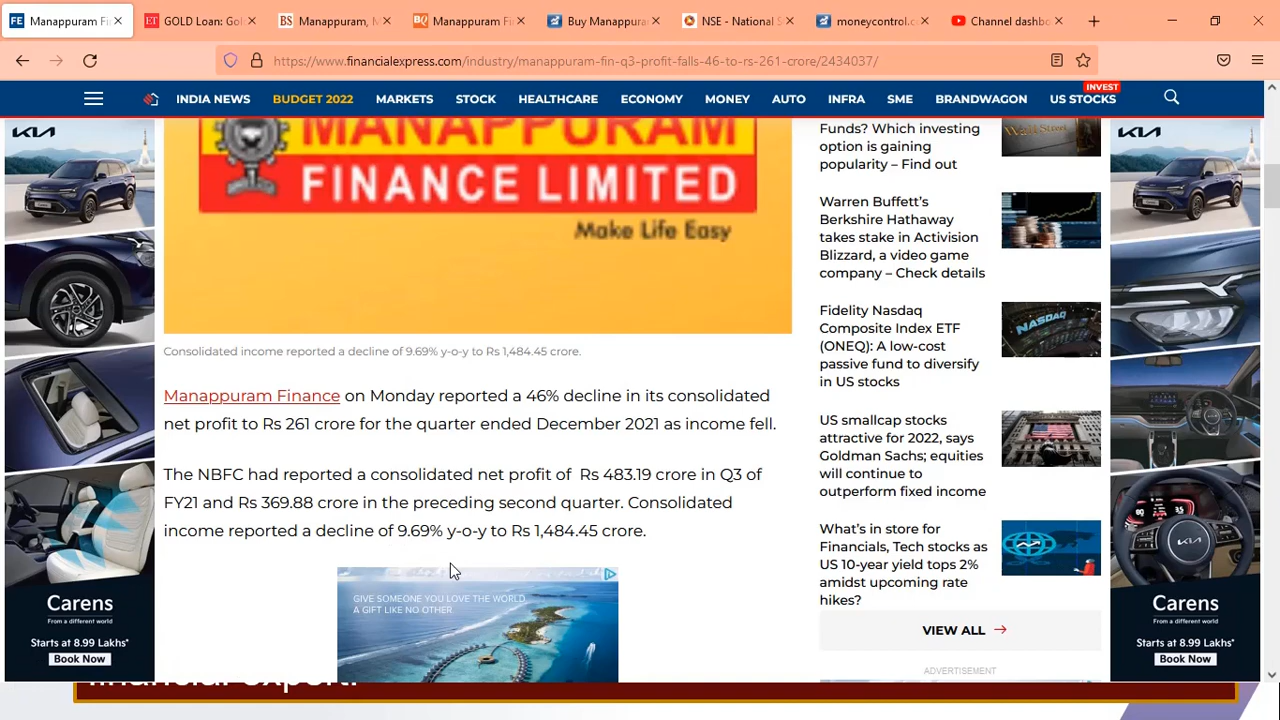 Manappuram Fi
GOLD Loan: Gol
Manappuram, M
Manappuram Fi
Buy Manappura
NSE - National S
moneycontrol.c
Channel dashbo
https://www.financialexpress.com/industry/manappuram-fin-q3-profit-falls-46-to-rs-261-crore/2434037/
INVEST
INDIA NEWS BUDGET 2022 MARKETS STOCK HEALTHCARE ECONOMY MONEY AUTO INFRA SME BRANDWAGON US STOCKS
MANAPPURAM
FINANCE LIMITED
Make Life Easy
Consolidated income reported a decline of 9.69% y-o-y to Rs 1,484.45 crore.
Manappuram Finance on Monday reported a 46% decline in its consolidated
net profit to Rs 261 crore for the quarter ended December 2021 as income fell.
The NBFC had reported a consolidated net profit of Rs 483.19 crore in Q3 of
FY21 and Rs 369.88 crore in the preceding second quarter. Consolidated
income reported a decline of 9.69% y-o-y to Rs 1,484.45 crore.
GIVE SOMEONE YOU LOVE THE WORLD
A GIFT LIKE NO OTHER.
Funds? Which investing
option is gaining
popularity – Find out
Warren Buffett's
Berkshire Hathaway
takes stake in Activision
Blizzard, a video game
company – Check details
Fidelity Nasdaq
Composite Index ETF
(ONEQ): A low-cost
passive fund to diversify
in US stocks
NASDAQ
US smallcap stocks
attractive for 2022, says
Goldman Sachs; equities
will continue to
outperform fixed income
What's in store for
Financials, Tech stocks as
US 10-year yield tops 2%
amidst upcoming rate
hikes?
VIEW ALL
ADVERTISEMENT
KIA
Carens
From a different world
Starts at 8.99 Lakhs*
Book Now
KIA
Carens
From a different world
Starts at 8.99 Lakhs*
Book Now